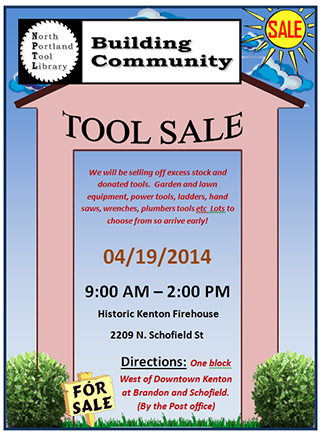 North
Portland
Tool
Library
Building
Community
SALE
TOOL SALE
We will be selling off excess stock and
donated tools. Garden and lawn
equipment, power tools, ladders, hand
saws, wrenches, plumbers tools etc Lots to
choose from so arrive early!
04/19/2014
9:00 AM – 2:00 PM
Historic Kenton Firehouse
2209 N. Schofield St
Directions: One block
West of Downtown Kenton
at Brandon and Schofield.
(By the Post office)
FOR
SALE